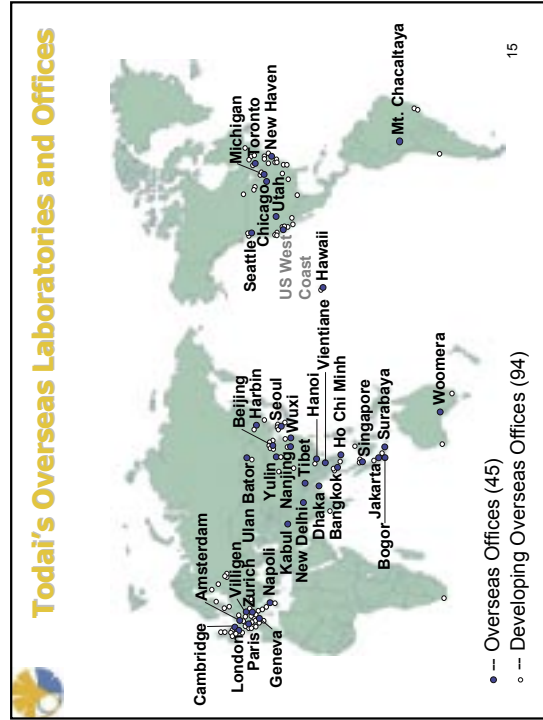 Todai's Overseas Laboratories and Offices
Cambridge
Amsterdam
London
Villigen
Paris
Zurich
Geneva
Napoli
Ulan Bator
Beijing
Harbin
Yulin
Seoul
Kabul
Nanjing
Wuxi
New Delhi
Tibet
Dhaka
Hanoi
Bangkok
Vientiane
Ho Chi Minh
Singapore
Jakarta
Surabaya
Bogor
Woomera
Seattle
Chicago
Michigan
Toronto
New Haven
Utah
US West
Coast
Hawaii
Mt. Chacaltaya
-- Overseas Offices (45)
-- Developing Overseas Offices (94)
15